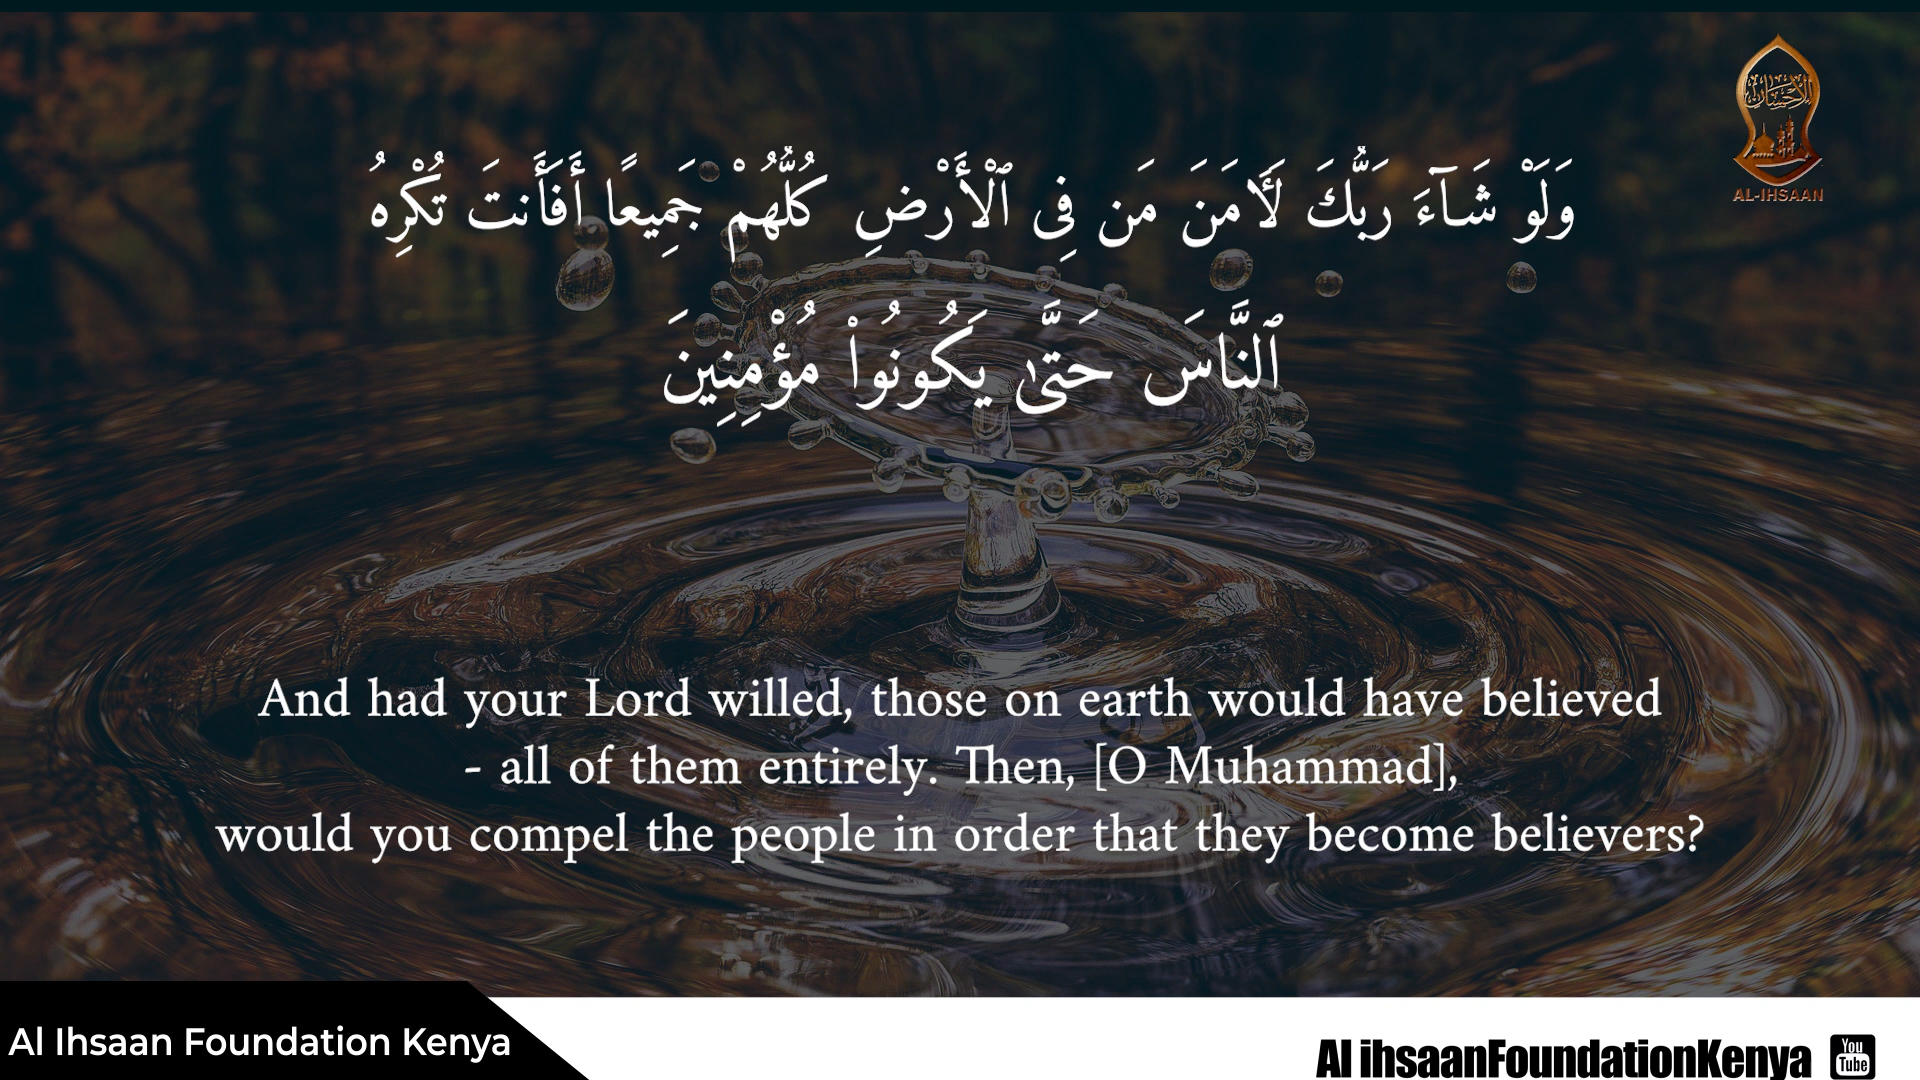 الإحسان
AL-IHSAAN
وَلَوْ شَآءَ رَبُّكَ لَـَٔامَنَ مَن فِى ٱلْأَرْضِ كُلُّهُمْ جَمِيعًا أَفَأَنتَ تُكْرِهُ
ٱلنَّاسَ حَتَّىٰ يَكُونُوا۟ مُؤْمِنِينَ
And had your Lord willed, those on earth would have believed
- all of them entirely. Then, [O Muhammad],
would you compel the people in order that they become believers?
Al Ihsaan Foundation Kenya
Al ihsaanFoundationKenya
You
Tube